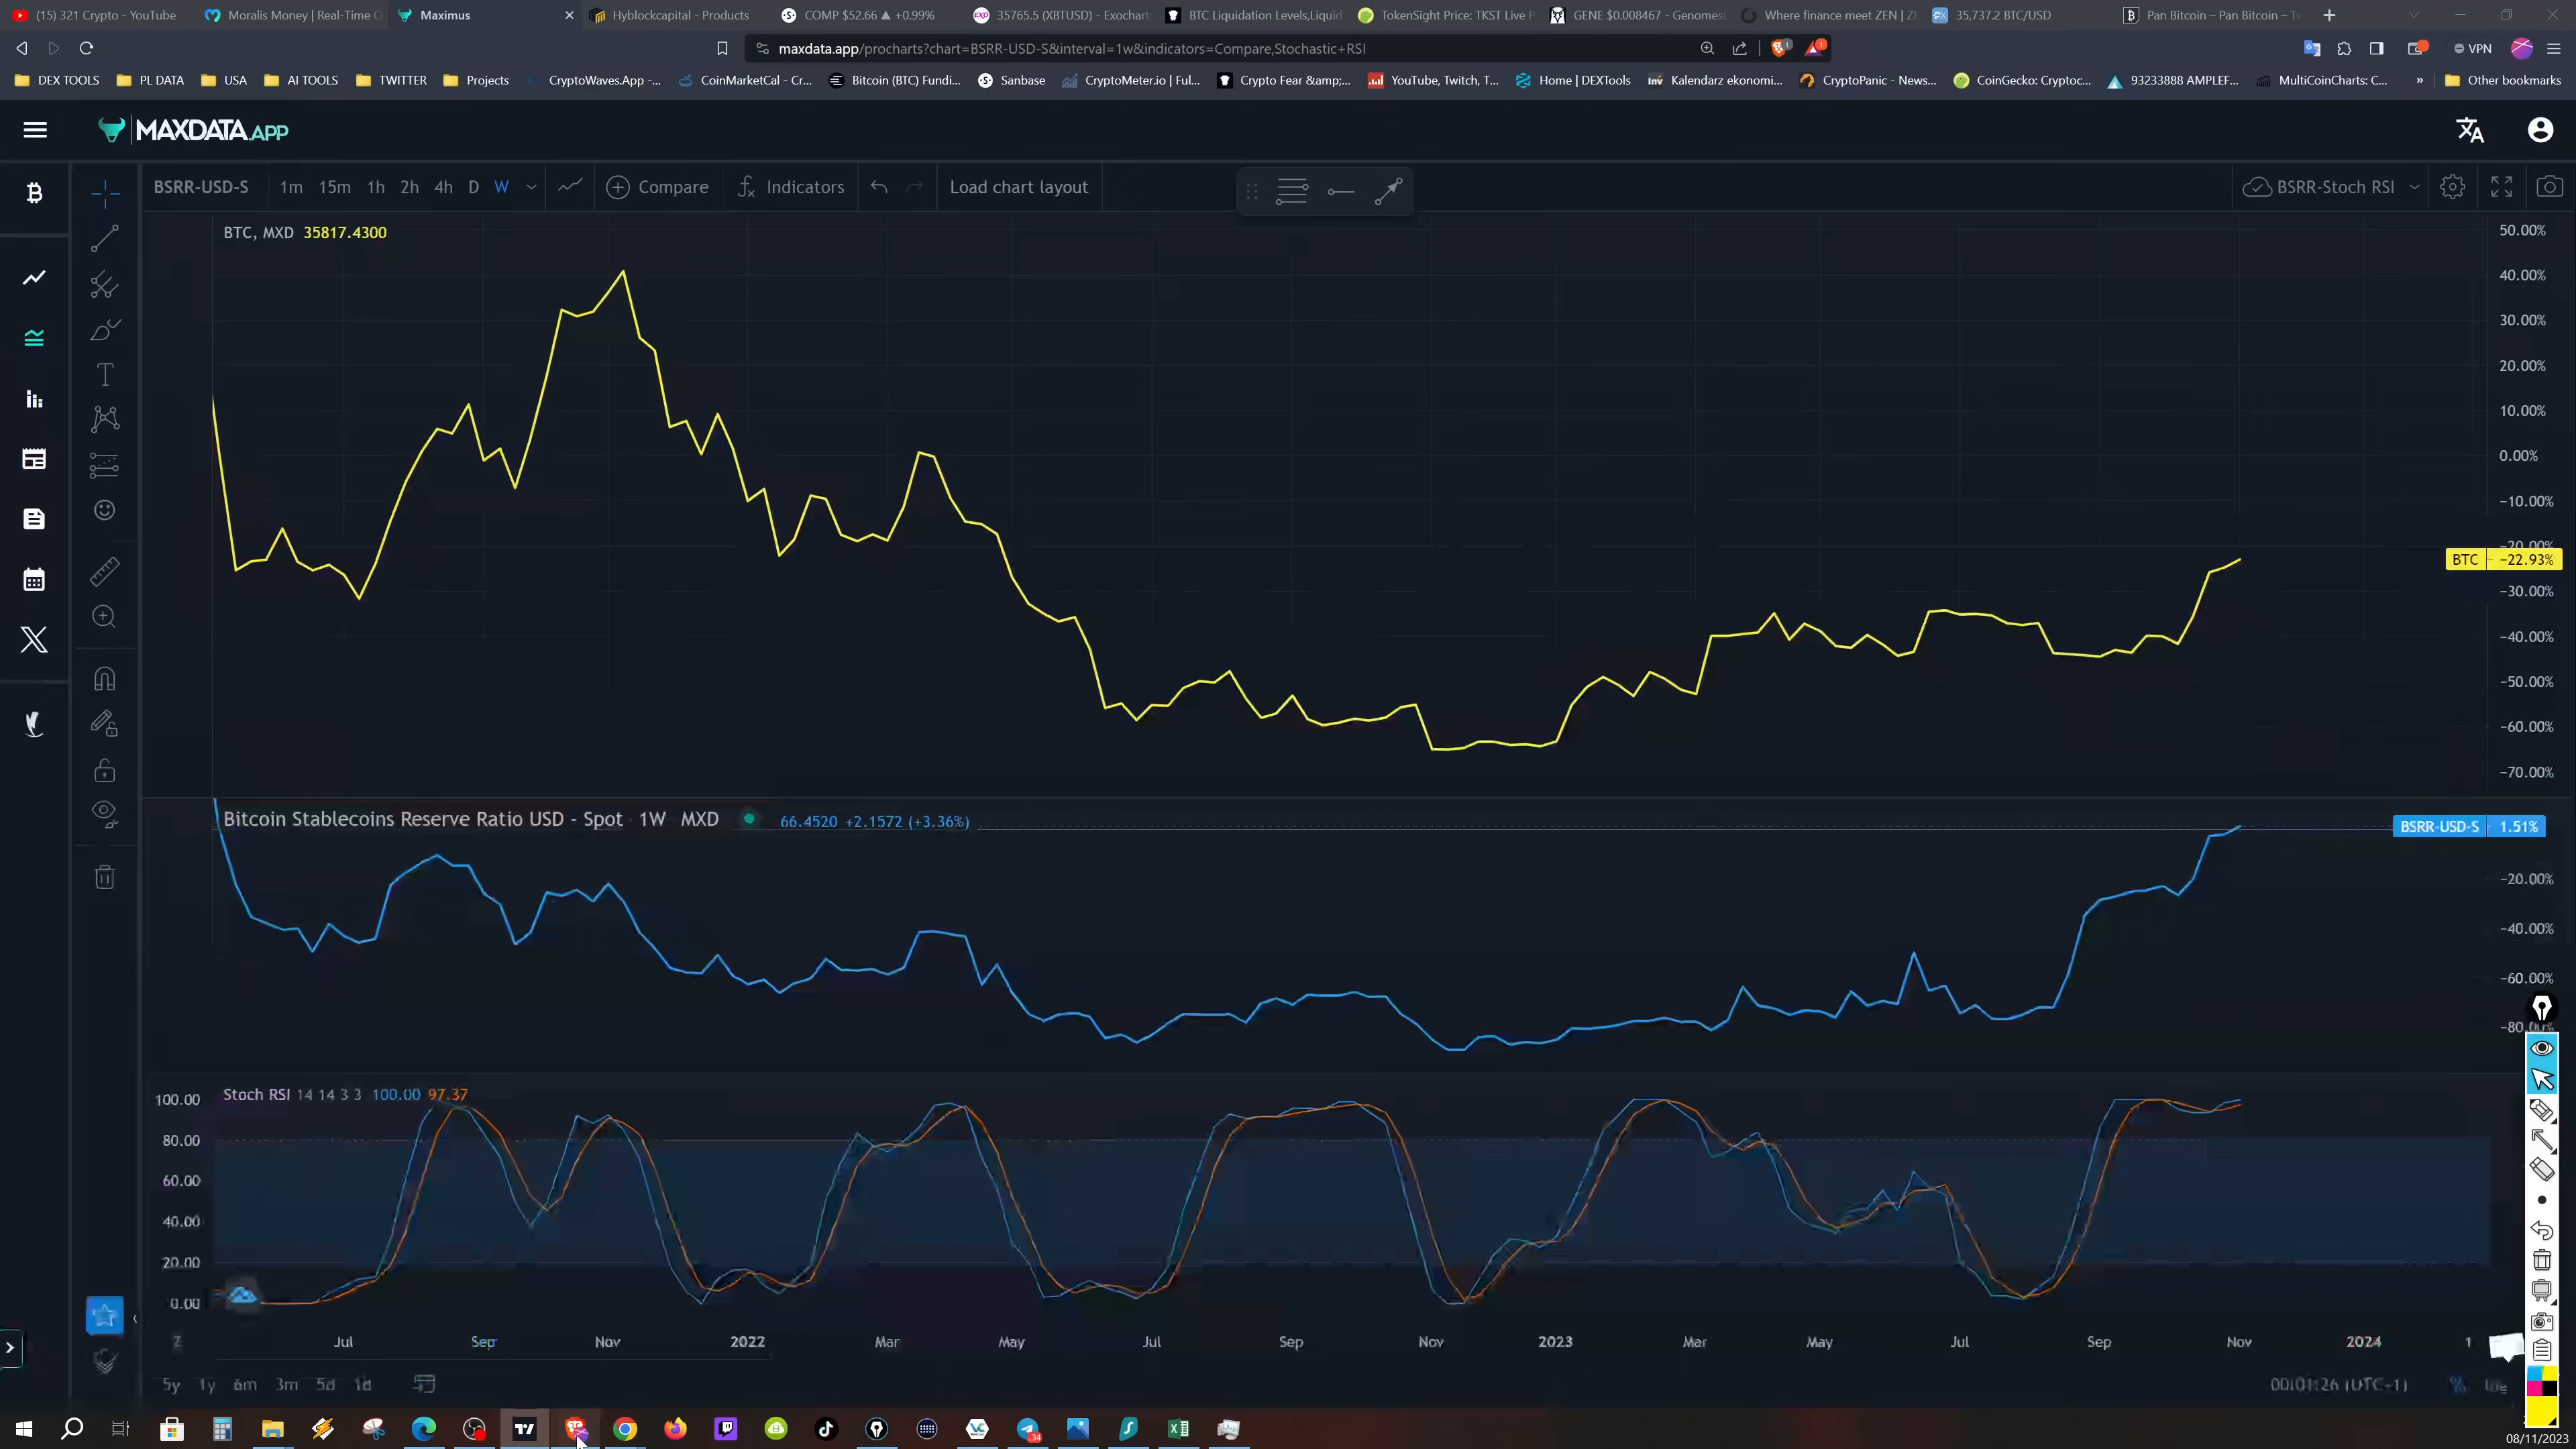 (15) 321 Crypto - YouTube
Moralis Money | Real-Time O
Maximus
Hyblockcapital - Products
COMP $52.66 ▲ +0.99%
35765.5 (XBTUSD) - Exochart
BTC Liquidation Levels,Liquid
TokenSight Price: TKST Live P
GENE $0.008467 - Genomes
Where finance meet ZEN | Z
35,737.2 BTC/USD
Pan Bitcoin – Pan Bitcoin – Tw
maxdata.app/procharts?chart=BSRR-USD-S&interval=1w&indicators=Compare,Stochastic+RSI
VPN
DEX TOOLS
PL DATA
USA
AI TOOLS
TWITTER
Projects
CryptoWaves.App -...
CoinMarketCal - Cr...
Bitcoin (BTC) Fundi...
Sanbase
CryptoMeter.io | Ful...
Crypto Fear &amp;...
YouTube, Twitch, T...
Home | DEXTools
Kalendarz ekonomi...
CryptoPanic - News...
CoinGecko: Cryptoc...
93233888 AMPLEF...
MultiCoinCharts: C...
Other bookmarks
MAXDATA.APP
BSRR-USD-S 1m 15m 1h 2h 4h D W Compare Indicators Load chart layout BSRR-Stoch RSI
BTC, MXD 35817.4300
50.00%
40.00%
30.00%
20.00%
10.00%
0.00%
−10.00%
−20.00%
BTC −22.93%
−30.00%
−40.00%
−50.00%
−60.00%
−70.00%
Bitcoin Stablecoins Reserve Ratio USD - Spot 1W MXD 66.4520 +2.1572 (+3.36%)
BSRR-USD-S 1.51%
−20.00%
−40.00%
−60.00%
−80.00%
Stoch RSI 14 14 3 3 100.00 97.37
100.00
80.00
60.00
40.00
20.00
0.00
Jul Sep Nov 2022 Mar May Jul Sep Nov 2023 Mar May Jul Sep Nov 2024
5y 1y 6m 3m 5d 1d
00:01:26 (UTC-1) %
34
08/11/2023